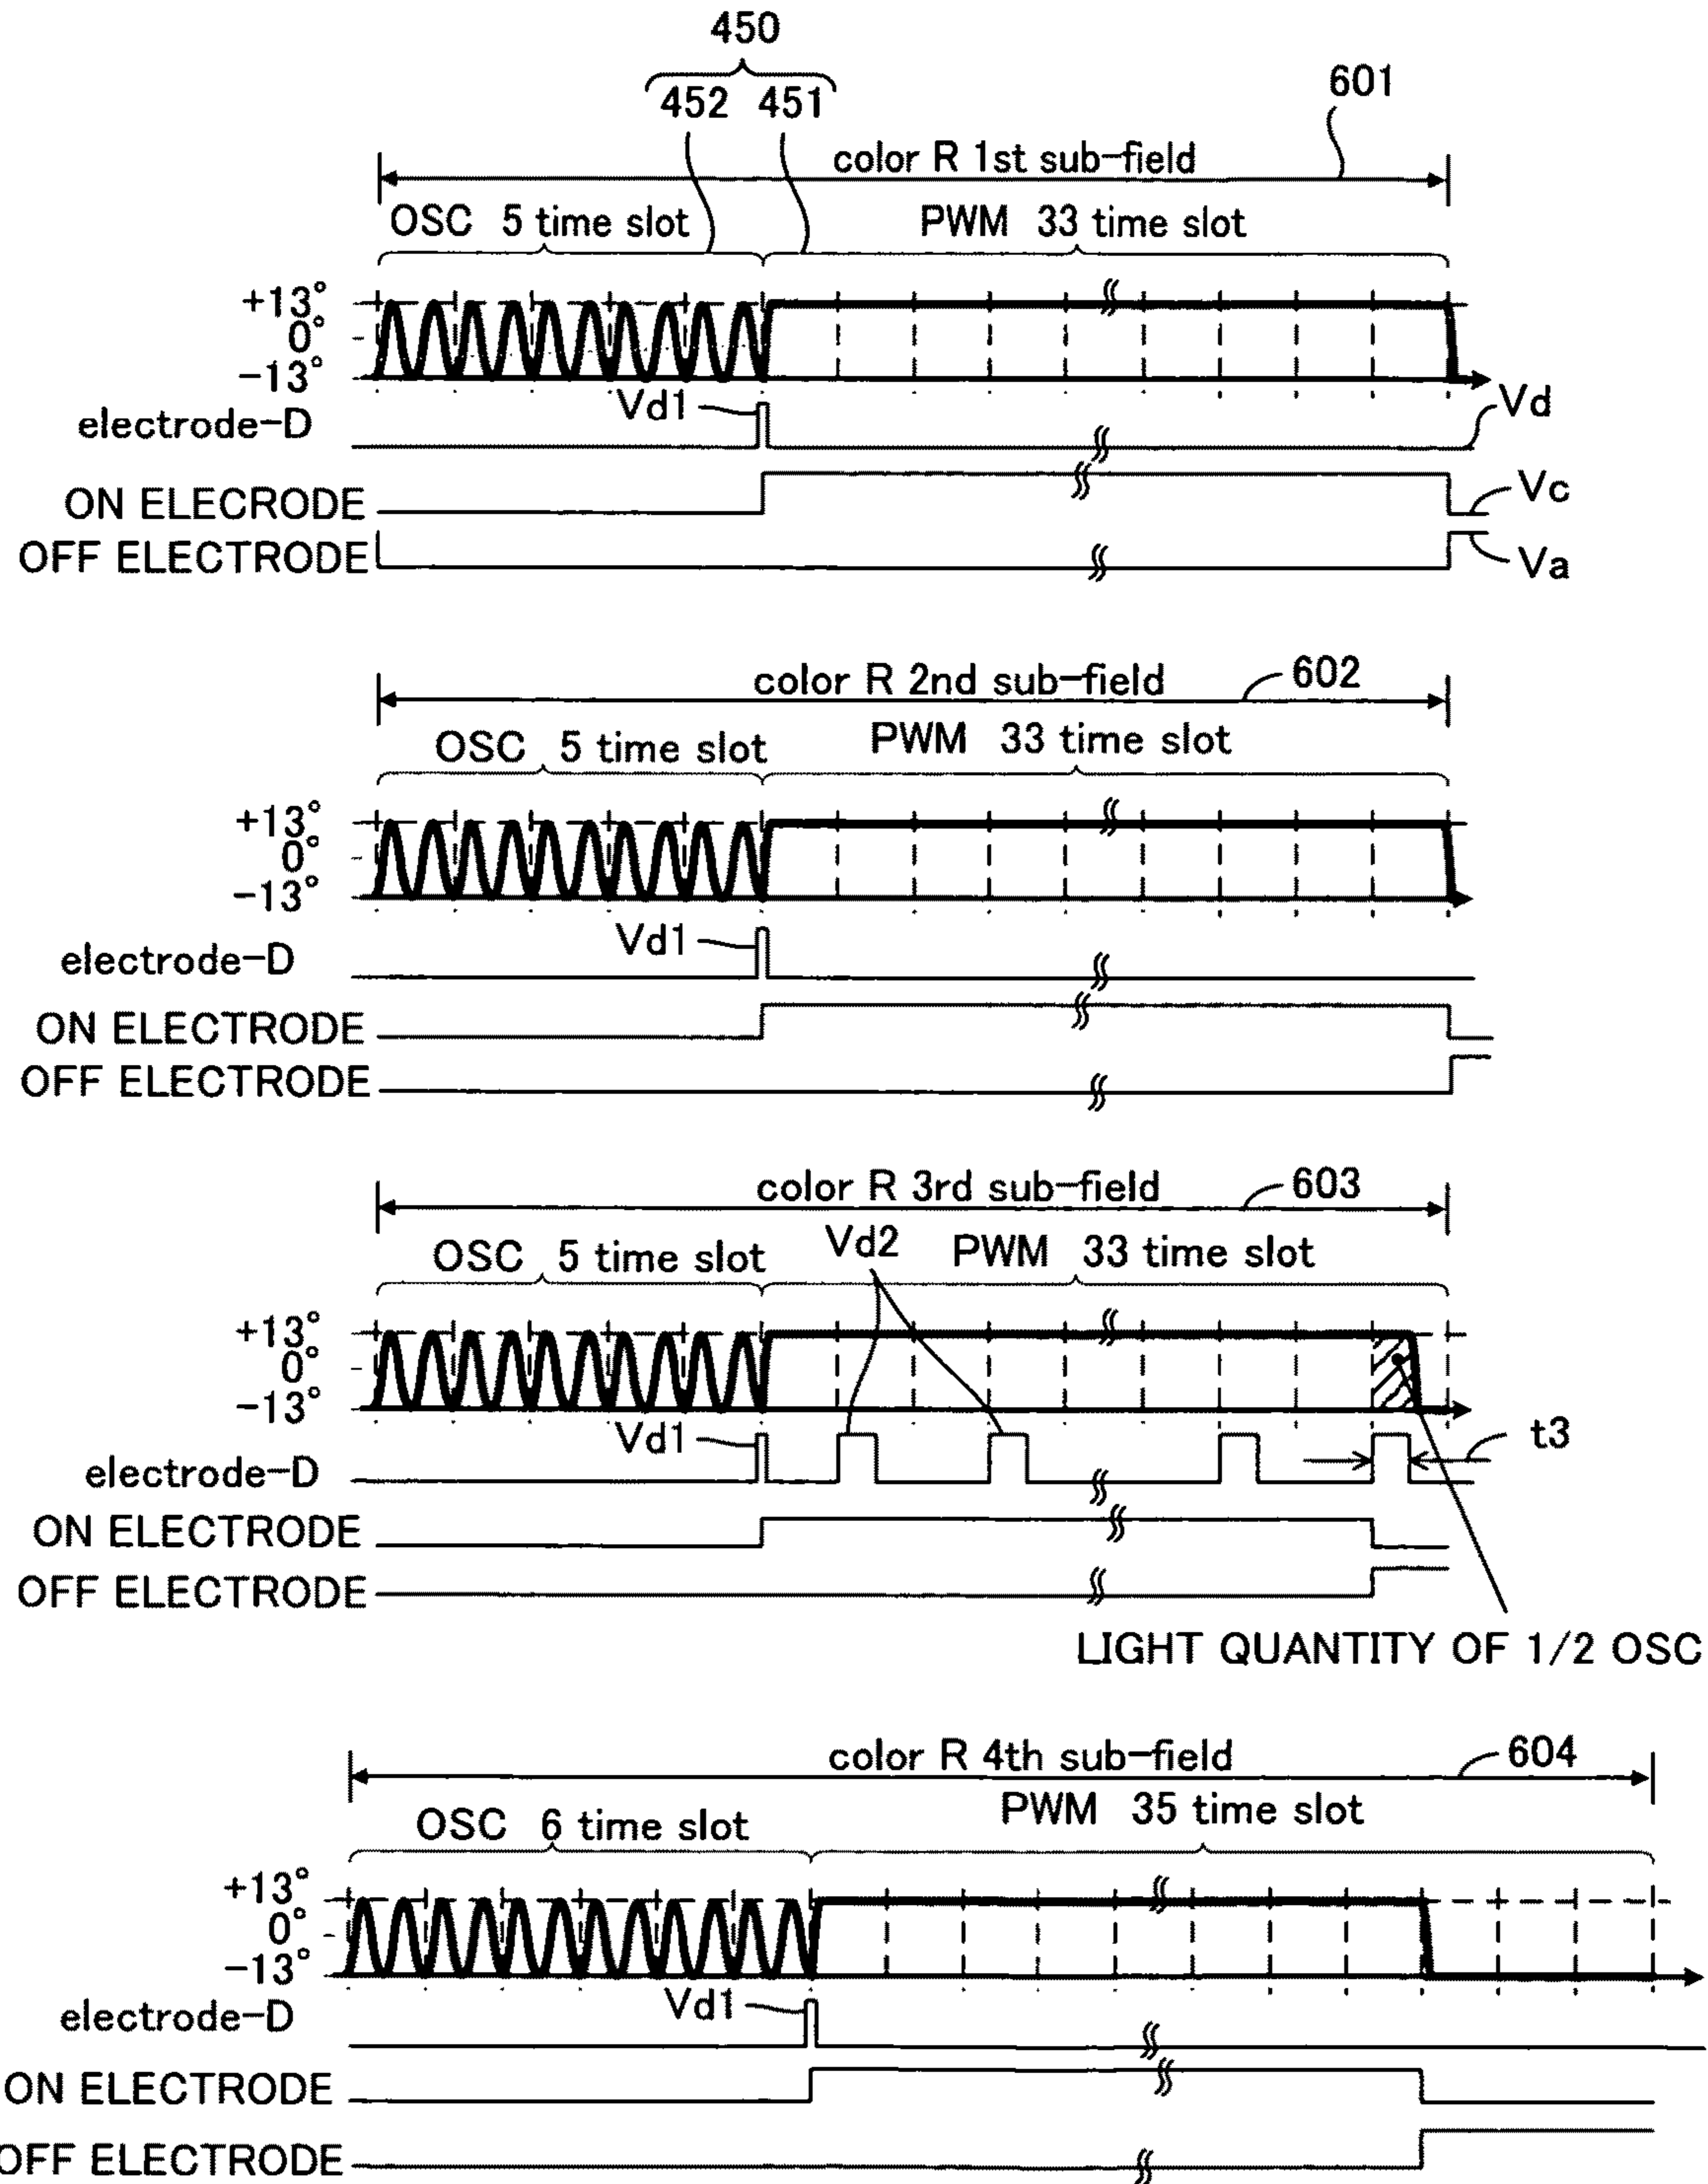 450
452 451
601
color R 1st sub-field
OSC 5 time slot
PWM 33 time slot
+13°
0°
-13°
Vd1
Vd
electrode-D
Vc
ON ELECRODE
OFF ELECTRODE
Va
color R 2nd sub-field
602
OSC 5 time slot
PWM 33 time slot
+13°
0°
-13°
Vd1
electrode-D
ON ELECTRODE
OFF ELECTRODE
color R 3rd sub-field
603
OSC 5 time slot
Vd2
PWM 33 time slot
+13°
0°
-13°
Vd1
t3
electrode-D
ON ELECTRODE
OFF ELECTRODE
LIGHT QUANTITY OF 1/2 OSC
color R 4th sub-field
604
OSC 6 time slot
PWM 35 time slot
+13°
0°
-13°
Vd1
electrode-D
ON ELECTRODE
OFF ELECTRODE